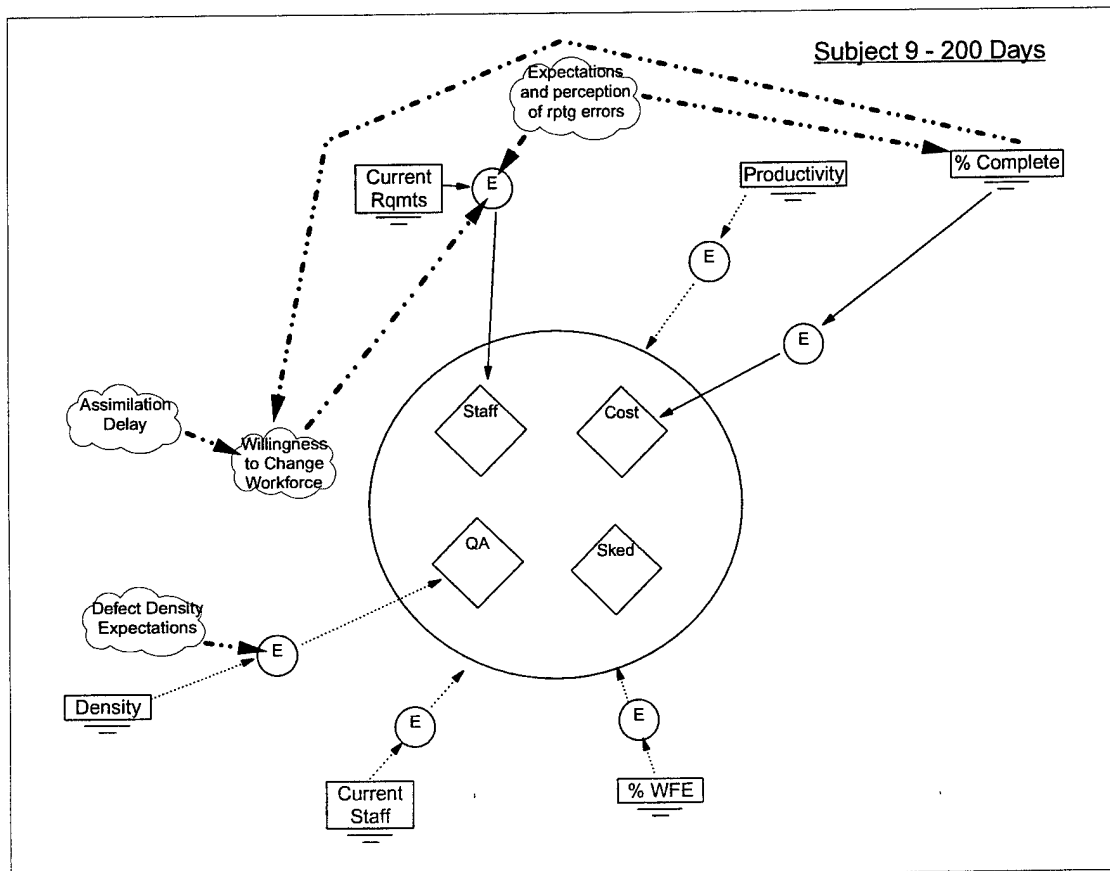 Subject 9 - 200 Days
Expectations
and perception
of rptg errors
% Complete
Current
Rqmts
E
Productivity
E
E
Staff
Cost
Assimilation
Delay
Willingness
to Change
Workforce
QA
Sked
Defect Density
Expectations
E
Density
E
E
Current
Staff
% WFE